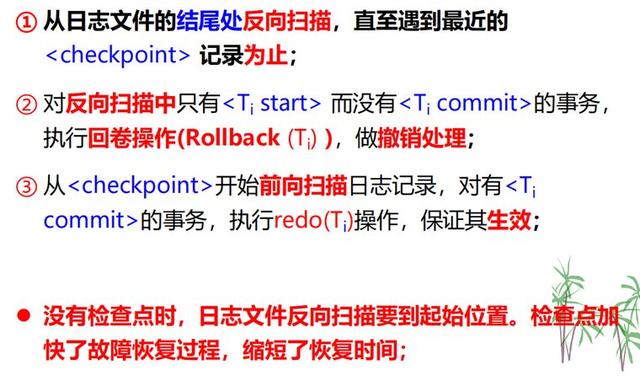 ① 从日志文件的结尾处反向扫描，直至遇到最近的
<checkpoint> 记录为止；
② 对反向扫描中只有<Ti start> 而没有<Ti commit>的事务，
执行回卷操作(Rollback (Ti) )，做撤销处理；
③ 从<checkpoint>开始前向扫描日志记录，对有<Ti
commit>的事务，执行redo(Ti)操作，保证其生效；
● 没有检查点时，日志文件反向扫描要到起始位置。检查点加
快了故障恢复过程，缩短了恢复时间；